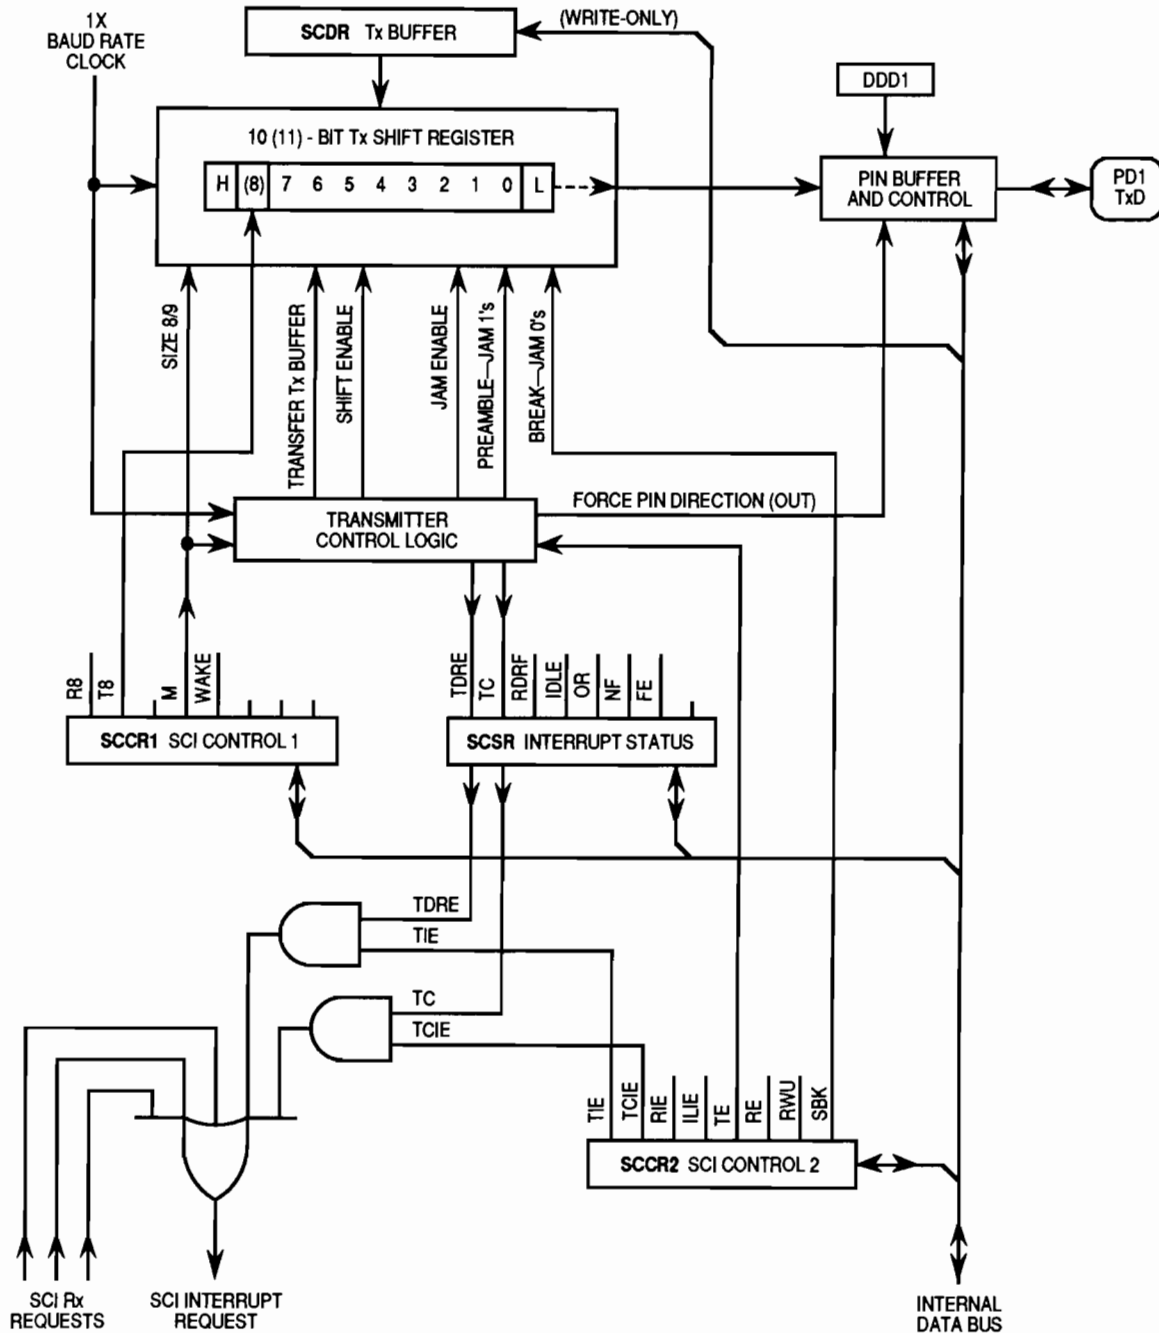 1X
BAUD RATE
CLOCK
SCDR Tx BUFFER
(WRITE-ONLY)
DDD1
10 (11) - BIT Tx SHIFT REGISTER
H (8) 7 6 5 4 3 2 1 0 L
PIN BUFFER
AND CONTROL
PD1
TxD
SIZE 8/9
TRANSFER Tx BUFFER
SHIFT ENABLE
JAM ENABLE
PREAMBLE—JAM 1's
BREAK—JAM 0's
FORCE PIN DIRECTION (OUT)
TRANSMITTER
CONTROL LOGIC
R8
T8
M
WAKE
TDRE
TC
RDRF
IDLE
OR
NF
FE
SCCR1 SCI CONTROL 1
SCSR INTERRUPT STATUS
TDRE
TIE
TC
TCIE
TIE
TCIE
RIE
ILIE
TE
RE
RWU
SBK
SCCR2 SCI CONTROL 2
SCI Rx
REQUESTS
SCI INTERRUPT
REQUEST
INTERNAL
DATA BUS